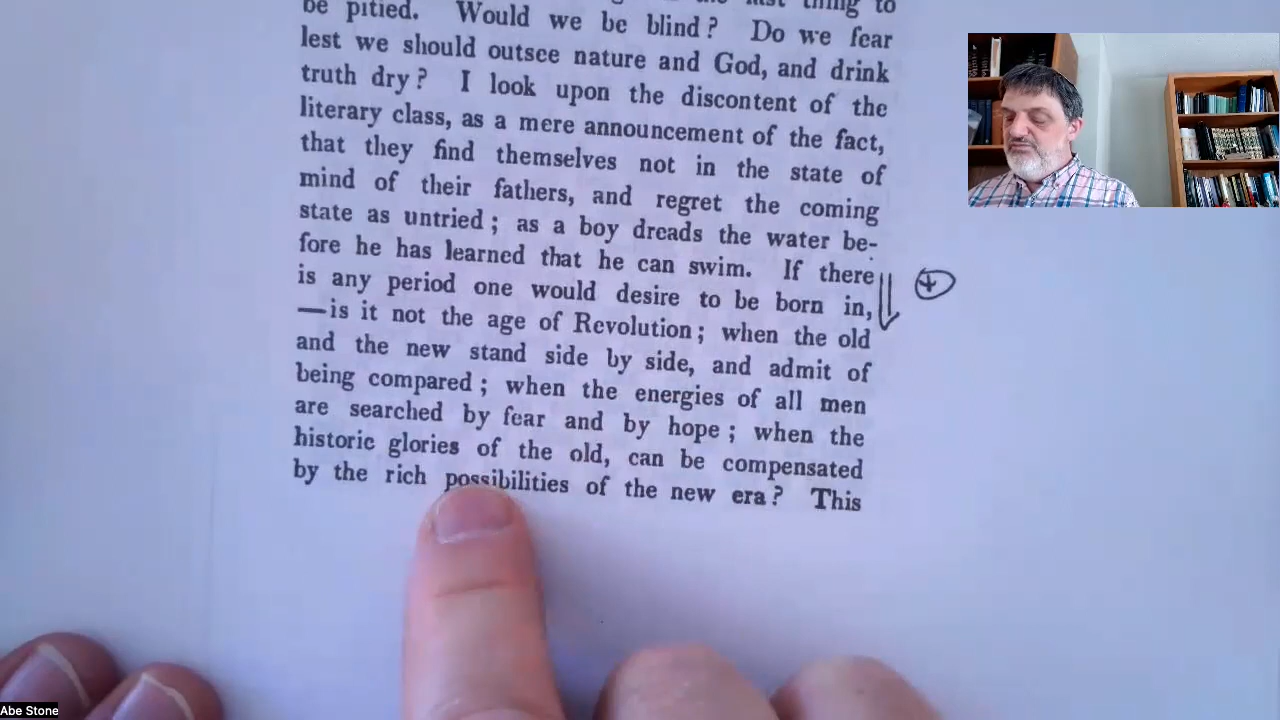 thing to
be pitied. Would we be blind? Do we fear
lest we should outsee nature and God, and drink
truth dry? I look upon the discontent of the
literary class, as a mere announcement of the fact,
that they find themselves not in the state of
mind of their fathers, and regret the coming
state as untried; as a boy dreads the water be-
fore he has learned that he can swim. If there
is any period one would desire to be born in,
—is it not the age of Revolution; when the old
and the new stand side by side, and admit of
being compared; when the energies of all men
are searched by fear and by hope; when the
historic glories of the old, can be compensated
by the rich possibilities of the new era? This
Abe Stone